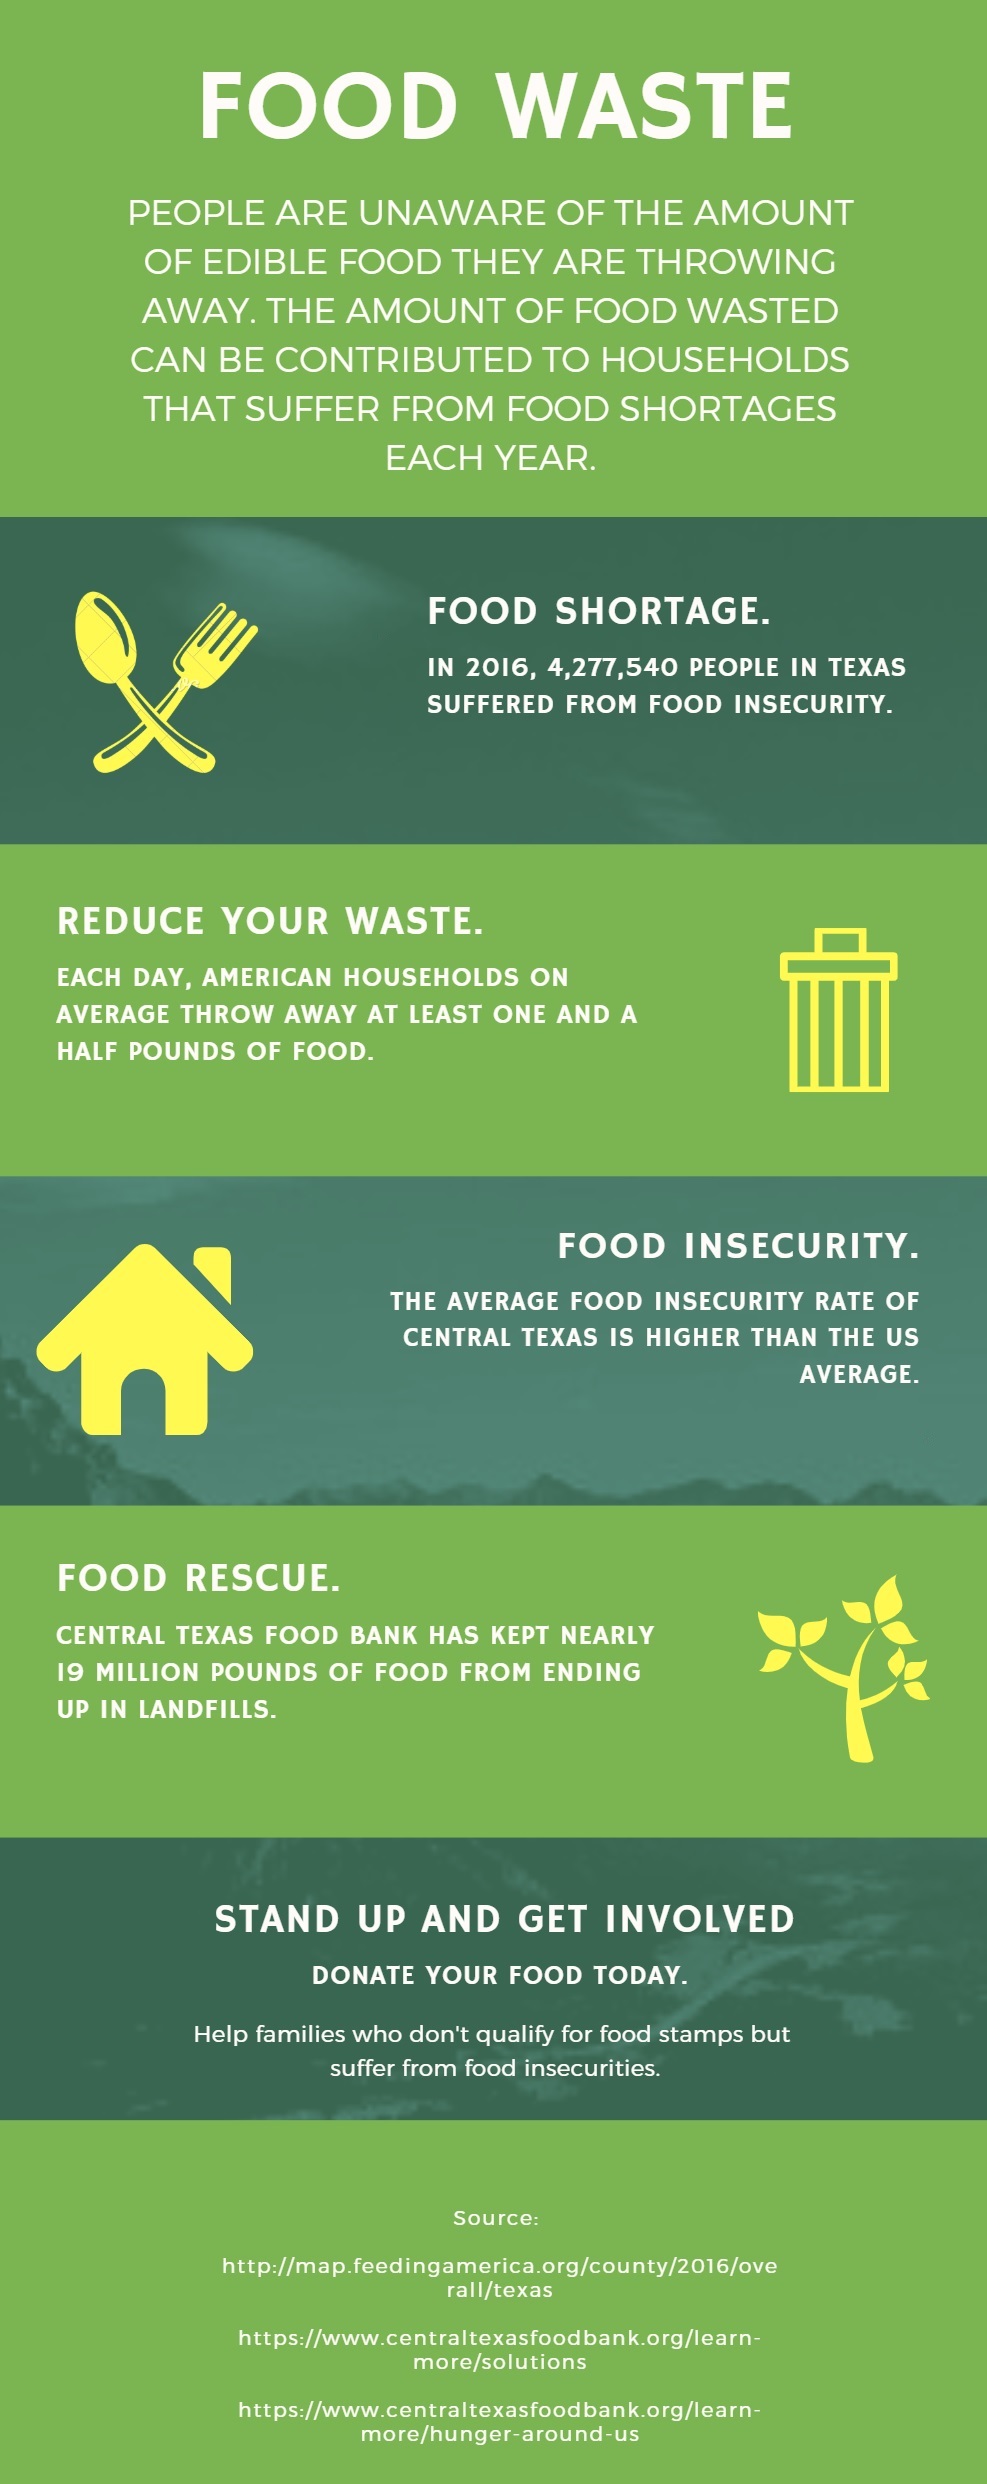 FOOD WASTE
PEOPLE ARE UNAWARE OF THE AMOUNT
OF EDIBLE FOOD THEY ARE THROWING
AWAY. THE AMOUNT OF FOOD WASTED
CAN BE CONTRIBUTED TO HOUSEHOLDS
THAT SUFFER FROM FOOD SHORTAGES
EACH YEAR.
FOOD SHORTAGE.
IN 2016, 4,277,540 PEOPLE IN TEXAS
SUFFERED FROM FOOD INSECURITY.
REDUCE YOUR WASTE.
EACH DAY, AMERICAN HOUSEHOLDS ON
AVERAGE THROW AWAY AT LEAST ONE AND A
HALF POUNDS OF FOOD.
FOOD INSECURITY.
THE AVERAGE FOOD INSECURITY RATE OF
CENTRAL TEXAS IS HIGHER THAN THE US
AVERAGE.
FOOD RESCUE.
CENTRAL TEXAS FOOD BANK HAS KEPT NEARLY
19 MILLION POUNDS OF FOOD FROM ENDING
UP IN LANDFILLS.
STAND UP AND GET INVOLVED
DONATE YOUR FOOD TODAY.
Help families who don't qualify for food stamps but
suffer from food insecurities.
Source:
http://map.feedingamerica.org/county/2016/ove
rall/texas
https://www.centraltexasfoodbank.org/learn-
more/solutions
https://www.centraltexasfoodbank.org/learn-
more/hunger-around-us